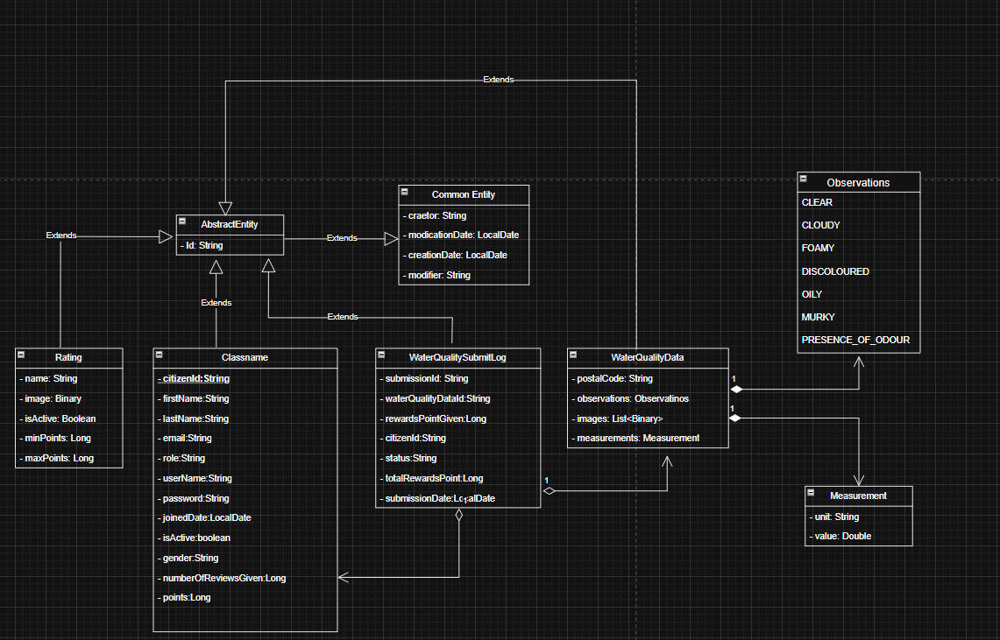 Extends
Observations
CLEAR
CLOUDY
FOAMY
DISCOLOURED
OILY
MURKY
PRESENCE_OF_ODOUR
Common Entity
- craetor: String
- modicationDate: LocalDate
- creationDate: LocalDate
- modifier: String
AbstractEntity
- Id: String
Extends
Extends
Extends
Extends
Rating
- name: String
- image: Binary
- isActive: Boolean
- minPoints: Long
- maxPoints: Long
Classname
- citizenId:String
- firstName:String
- lastName:String
- email:String
- role:String
- userName:String
- password:String
- joinedDate:LocalDate
- isActive:boolean
- gender:String
- numberOfReviewsGiven:Long
- points:Long
WaterQualitySubmitLog
- submissionId: String
- waterQualityDataId:String
- rewardsPointGiven:Long
- citizenId:String
- status:String
- totalRewardsPoint:Long
- submissionDate:LocalDate
1
1
WaterQualityData
- postalCode: String
- observations: Observatinos
- images: List<Binary>
- measurements: Measurement
1
1
Measurement
- unit: String
- value: Double